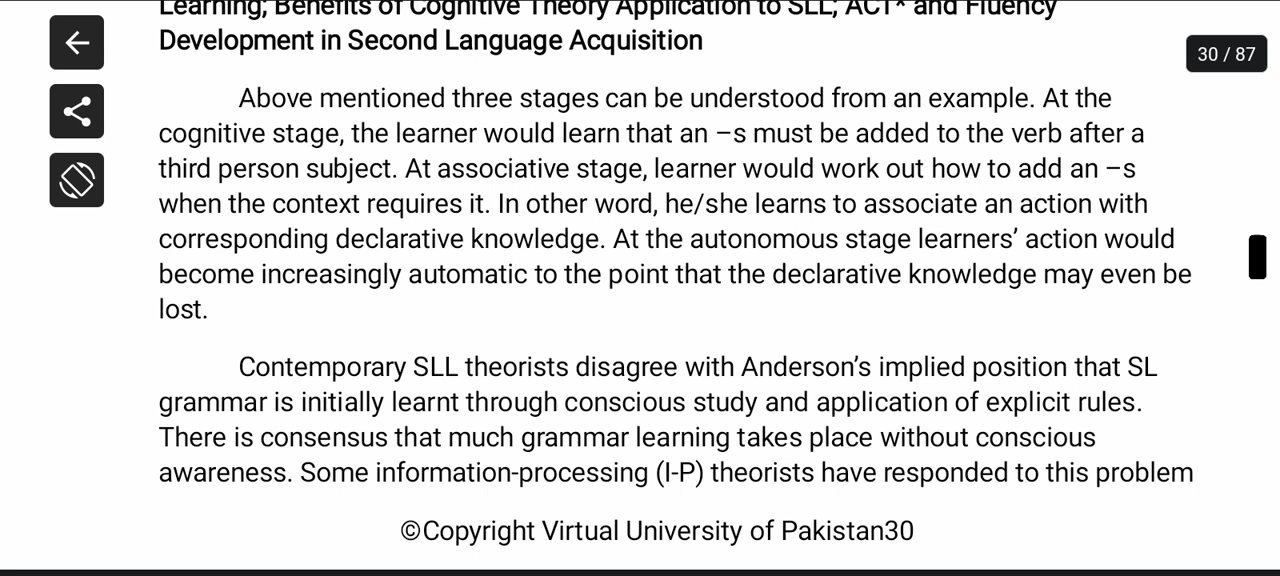 Learning; Benefits of Cognitive Theory Application to SLL; ACT* and Fluency
Development in Second Language Acquisition
30 / 87
Above mentioned three stages can be understood from an example. At the
cognitive stage, the learner would learn that an –s must be added to the verb after a
third person subject. At associative stage, learner would work out how to add an –s
when the context requires it. In other word, he/she learns to associate an action with
corresponding declarative knowledge. At the autonomous stage learners’ action would
become increasingly automatic to the point that the declarative knowledge may even be
lost.
Contemporary SLL theorists disagree with Anderson’s implied position that SL
grammar is initially learnt through conscious study and application of explicit rules.
There is consensus that much grammar learning takes place without conscious
awareness. Some information-processing (I-P) theorists have responded to this problem
©Copyright Virtual University of Pakistan30